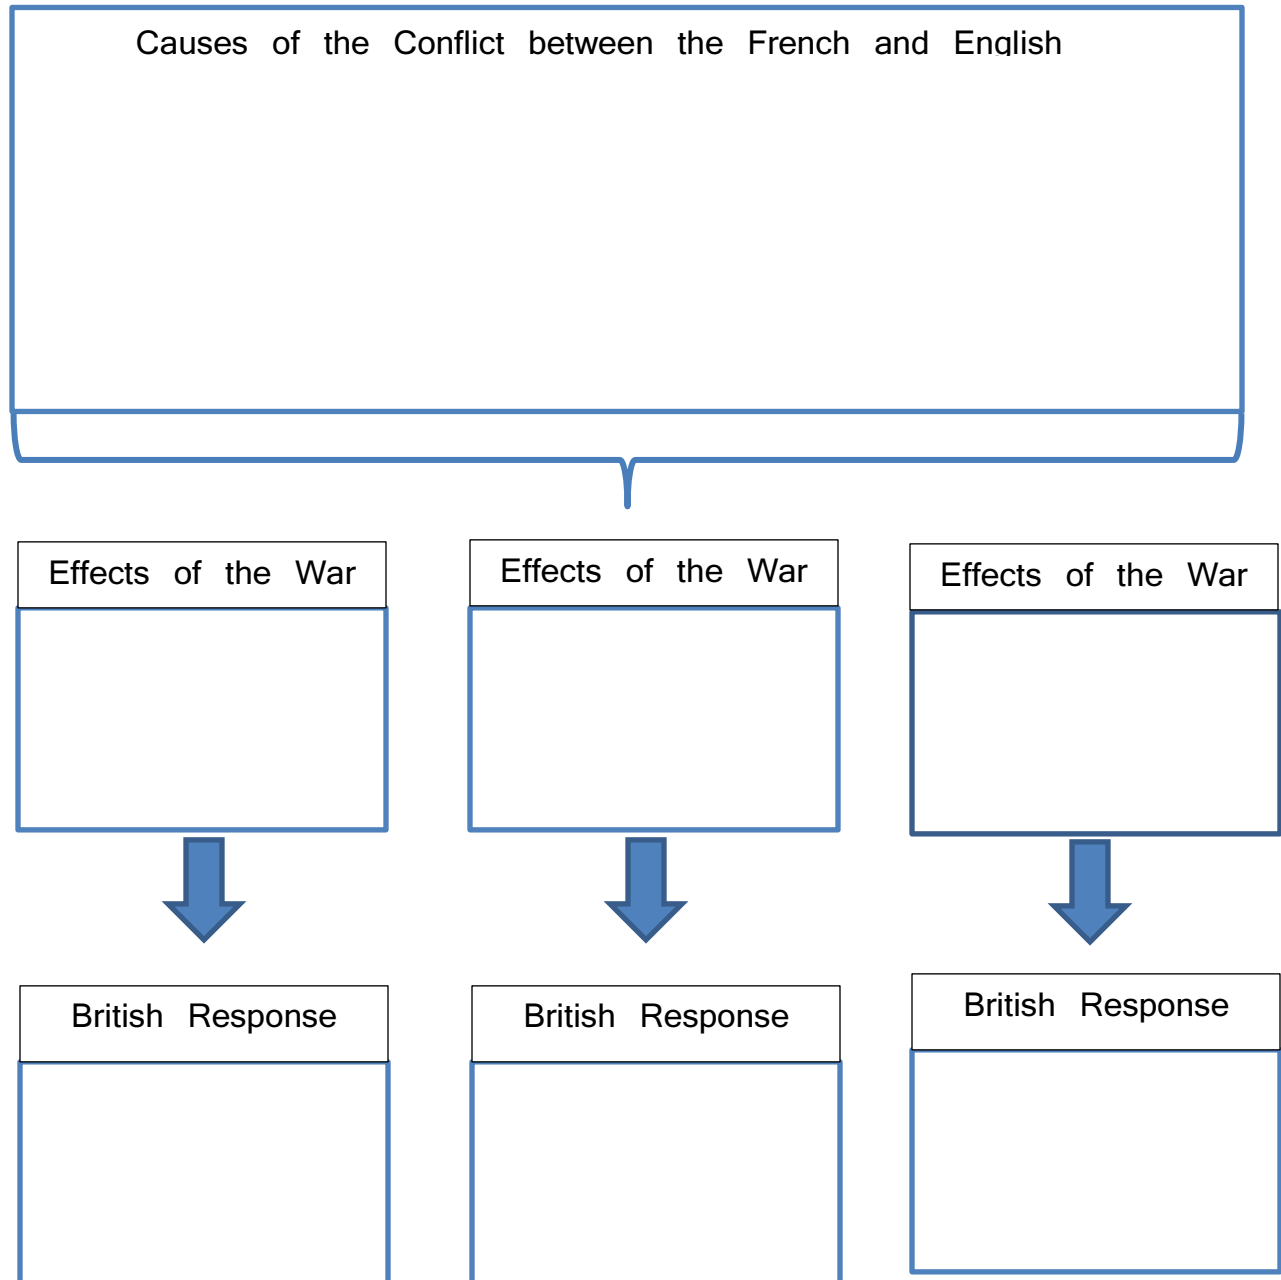 Causes of the Conflict between the French and English
Effects of the War
Effects of the War
Effects of the War
British Response
British Response
British Response